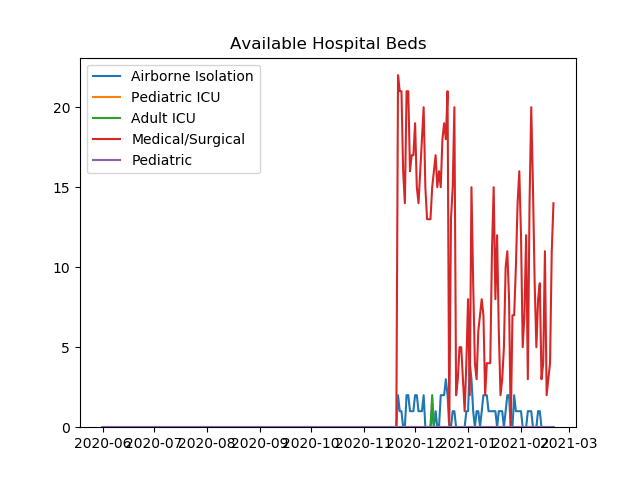 Available Hospital Beds
Airborne Isolation
Pediatric ICU
Adult ICU
Medical/Surgical
Pediatric
20
15
10
5
0
2020-06 2020-07 2020-08 2020-09 2020-10 2020-11 2020-12 2021-01 2021-02 2021-03